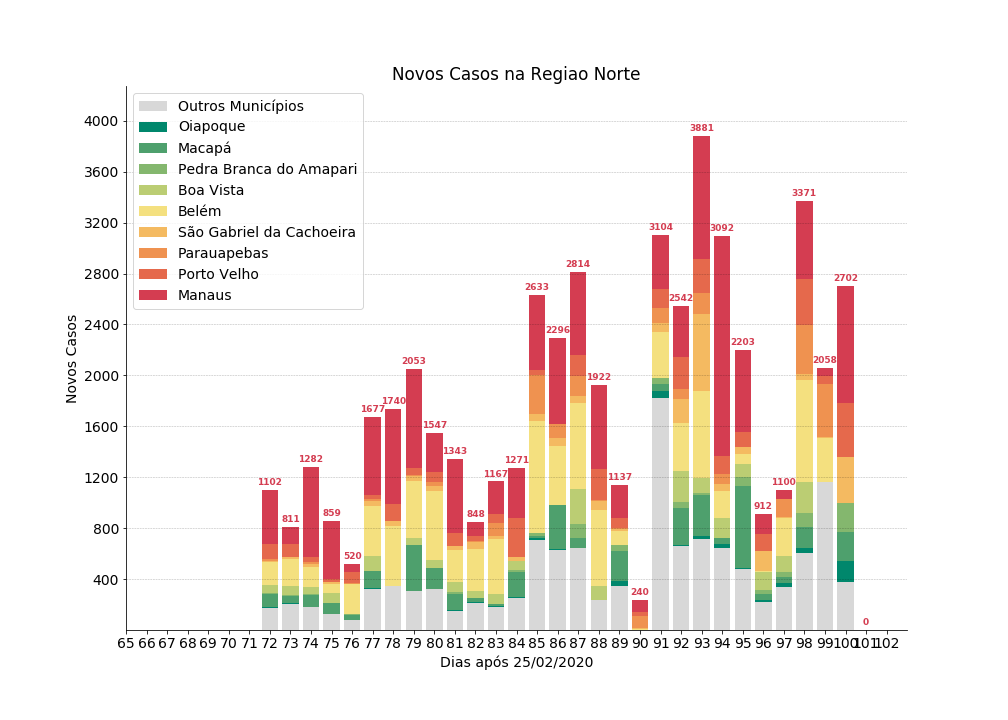 Novos Casos na Regiao Norte
Outros Municípios
Oiapoque
Macapá
Pedra Branca do Amapari
Boa Vista
Belém
São Gabriel da Cachoeira
Parauapebas
Porto Velho
Manaus
Novos Casos
4000
3600
3200
2800
2400
2000
1600
1200
800
400
1102
811
1282
859
520
1677
1740
2053
1547
1343
848
1167
1271
2633
2296
2814
1922
1137
240
3104
2542
3881
3092
2203
912
1100
3371
2058
2702
0
65 66 67 68 69 70 71 72 73 74 75 76 77 78 79 80 81 82 83 84 85 86 87 88 89 90 91 92 93 94 95 96 97 98 99 100 101 102
Dias após 25/02/2020